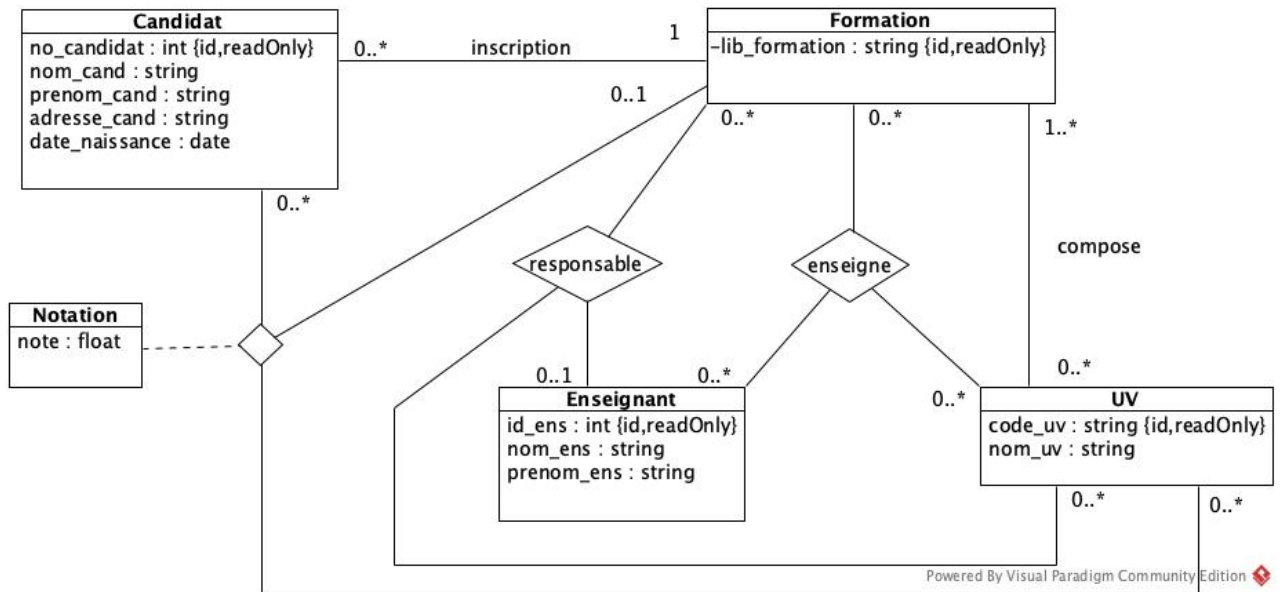 Candidat
no_candidat : int {id,readOnly}
nom_cand : string
prenom_cand : string
adresse_cand : string
date_naissance : date
0..*
inscription
1
Formation
-lib_formation : string {id,readOnly}
0..1
0..*
0..*
1..*
0..*
responsable
enseigne
compose
Notation
note : float
0..1
0..*
0..*
0..*
Enseignant
id_ens : int {id,readOnly}
nom_ens : string
prenom_ens : string
UV
code_uv : string {id,readOnly}
nom_uv : string
0..*
0..*
Powered By Visual Paradigm Community Edition